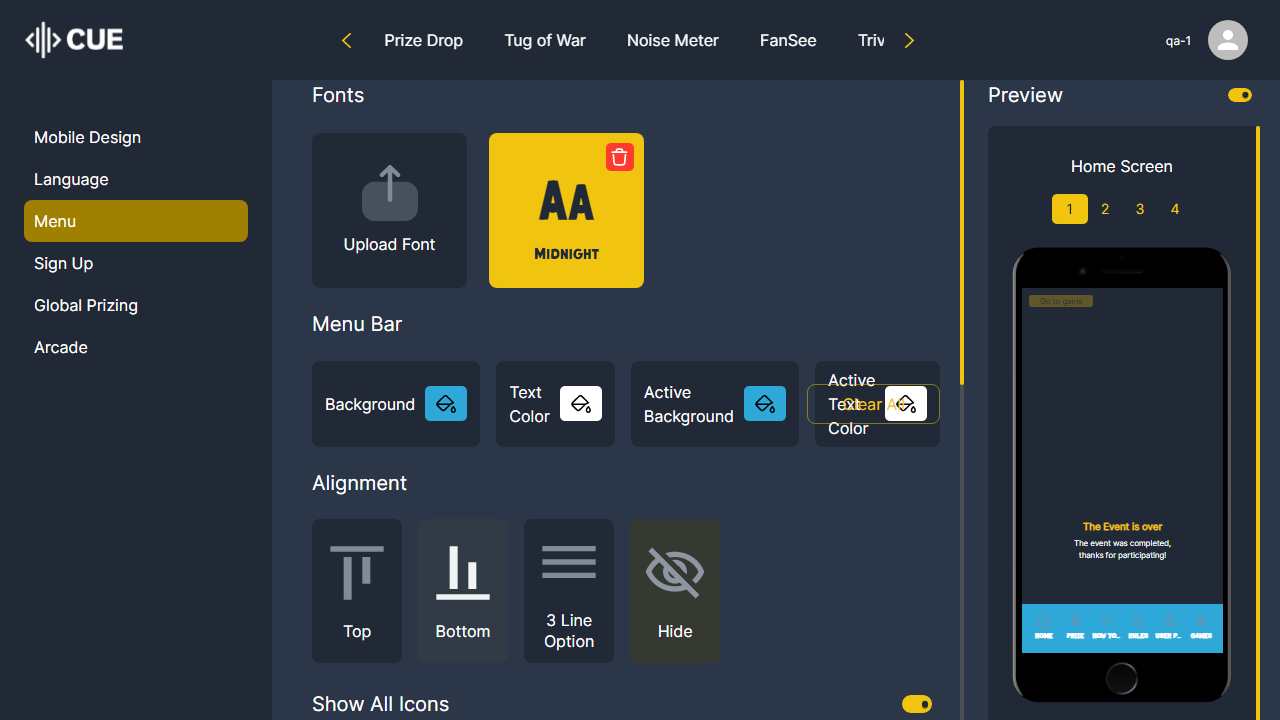 CUE
Prize Drop
Tug of War
Noise Meter
FanSee
Triv
qa-1
Mobile Design
Language
Menu
Sign Up
Global Prizing
Arcade
Fonts
Upload Font
AA
MIDNIGHT
Menu Bar
Background
Text
Color
Active
Background
Active
Text
Color
Clear All
Alignment
Top
Bottom
3 Line
Option
Hide
Show All Icons
Preview
Home Screen
1 2 3 4
Go to game
The Event is over
The event was completed,
thanks for participating!
HOME PRIZE HOW TO... RULES USER P... GAMES